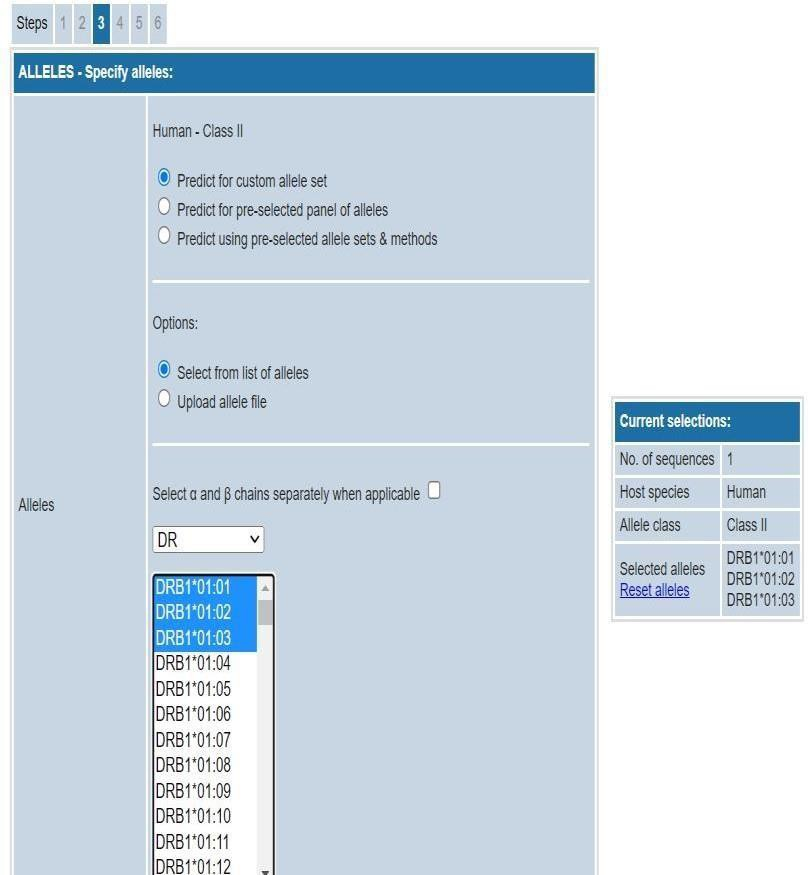 Steps 1 2 3 4 5 6
ALLELES - Specify alleles:
Alleles
Human - Class II
Predict for custom allele set
Predict for pre-selected panel of alleles
Predict using pre-selected allele sets & methods
Options:
Select from list of alleles
Upload allele file
Select α and β chains separately when applicable
DR
DRB1*01:01
DRB1*01:02
DRB1*01:03
DRB1*01:04
DRB1*01:05
DRB1*01:06
DRB1*01:07
DRB1*01:08
DRB1*01:09
DRB1*01:10
DRB1*01:11
DRB1*01:12
Current selections:
No. of sequences 1
Host species Human
Allele class Class II
Selected alleles
Reset alleles
DRB1*01:01
DRB1*01:02
DRB1*01:03